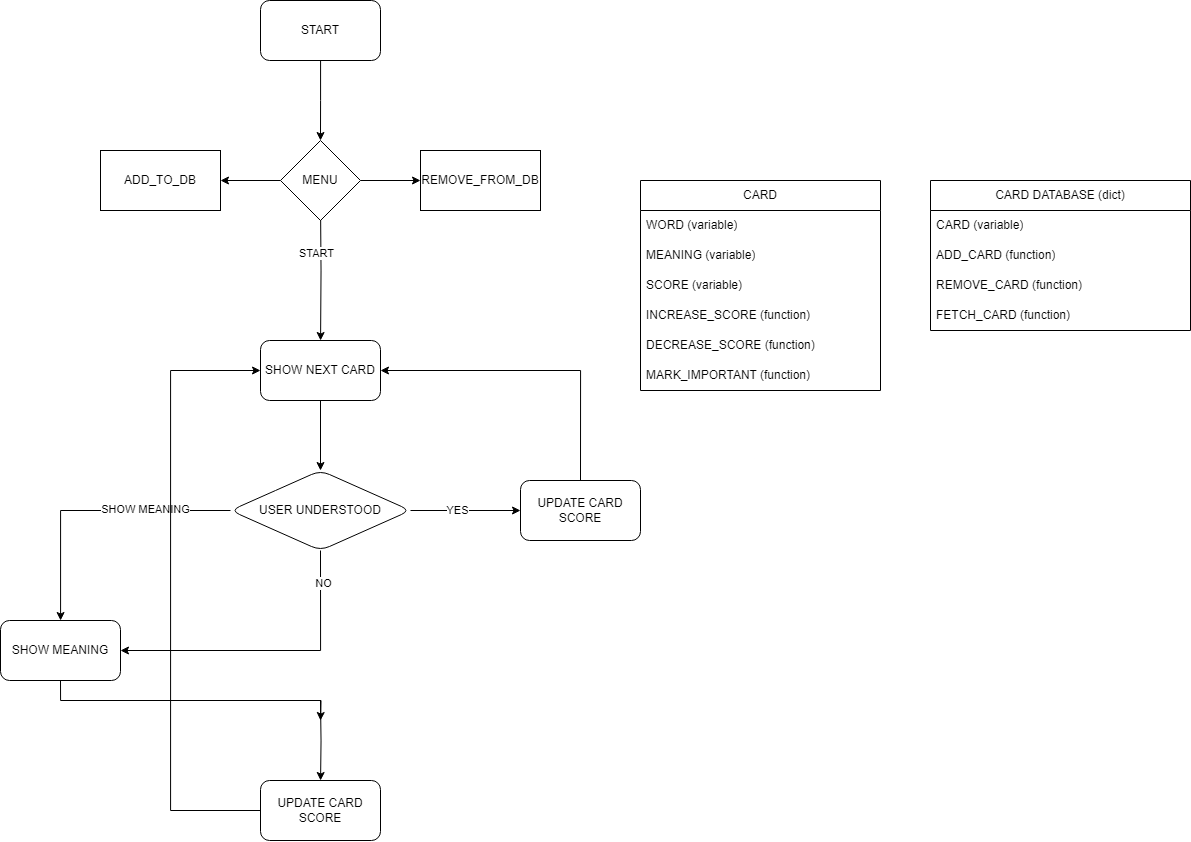 START
ADD_TO_DB
MENU
REMOVE_FROM_DB
START
SHOW NEXT CARD
SHOW MEANING
USER UNDERSTOOD
YES
UPDATE CARD
SCORE
NO
SHOW MEANING
UPDATE CARD
SCORE
CARD
WORD (variable)
MEANING (variable)
SCORE (variable)
INCREASE_SCORE (function)
DECREASE_SCORE (function)
MARK_IMPORTANT (function)
CARD DATABASE (dict)
CARD (variable)
ADD_CARD (function)
REMOVE_CARD (function)
FETCH_CARD (function)